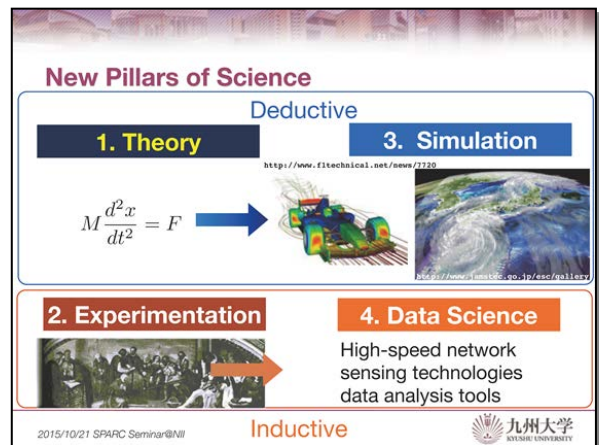 New Pillars of Science
Deductive
1. Theory
3. Simulation
http://www.fltechnical.net/news/7720
M d²x/dt² = F
http://www.jamstec.go.jp/esc/gallery
2. Experimentation
4. Data Science
High-speed network
sensing technologies
data analysis tools
2015/10/21 SPARC Seminar@NII
Inductive
九州大学
KYUSHU UNIVERSITY